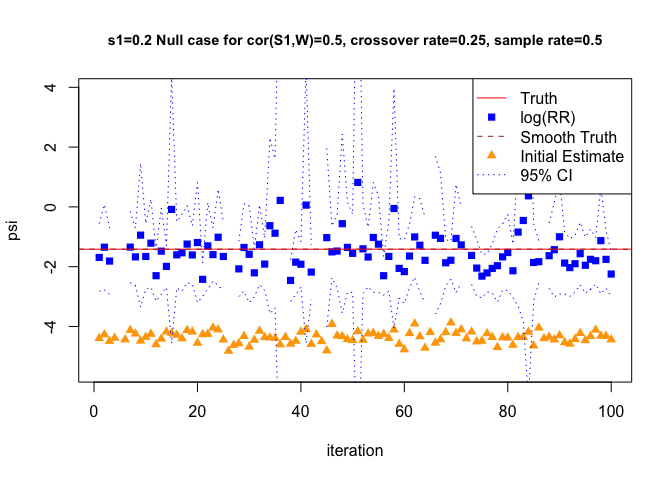 s1=0.2 Null case for cor(S1,W)=0.5, crossover rate=0.25, sample rate=0.5
Truth
log(RR)
Smooth Truth
Initial Estimate
95% CI
psi
4
2
0
-2
-4
0 20 40 60 80 100
iteration